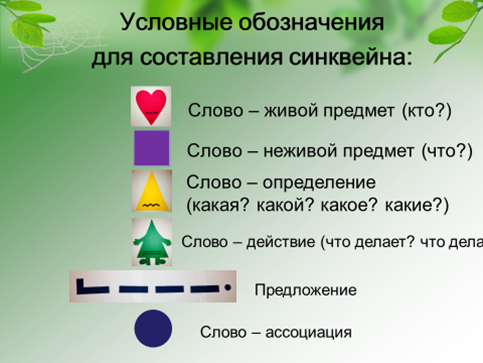 Условные обозначения
для составления синквейна:
Слово – живой предмет (кто?)
Слово – неживой предмет (что?)
Слово – определение
(какая? какой? какое? какие?)
Слово – действие (что делает? что дела
Предложение
Слово – ассоциация